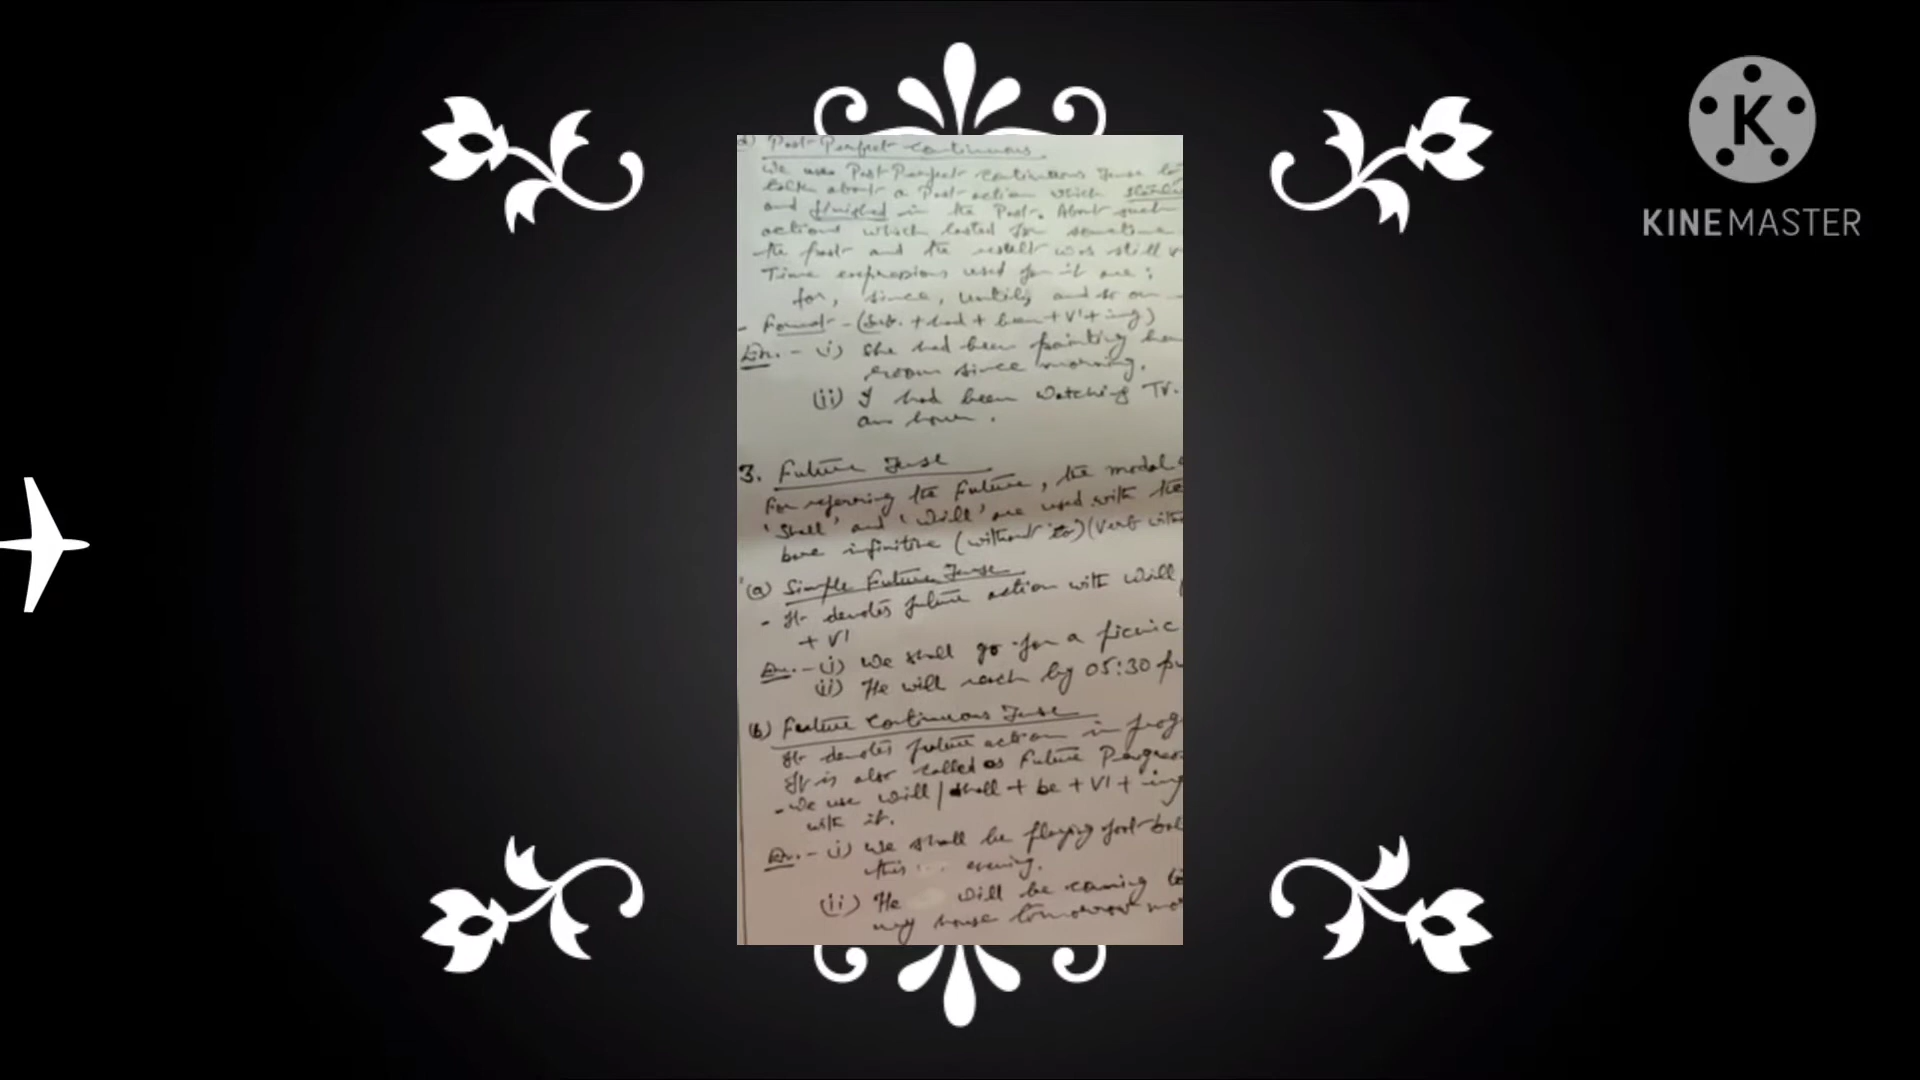 d) Past Perfect Continuous
We use Past Perfect Continuous Tense to
talk about a Past action which started
and finished in the Past. About such
actions which lasted for sometime
the past and the result was still
Time expressions used for it are:
for, since, until, and so on
- Format - (Sub. + had + been + V1 + ing)
Ex. - (i) She had been painting her
room since morning.
(ii) I had been watching TV.
an hour.
3. Future Tense
For referring the Future, the modal
'Shall' and 'Will' are used with the
bare infinitive (without to) (Verb
(a) Simple Future Tense
- It denotes future action with will
+ V1
Ex. - (i) We shall go for a picnic
(ii) He will reach by 05:30 p
(b) Future Continuous Tense
It denotes future action in prog
It is also called as Future Progres
- We use will/shall + be + V1 + ing
with it.
Ex. - (i) We shall be playing foot-bal
this evening.
(ii) He will be coming to
my house tomorrow mo
KINEMASTER